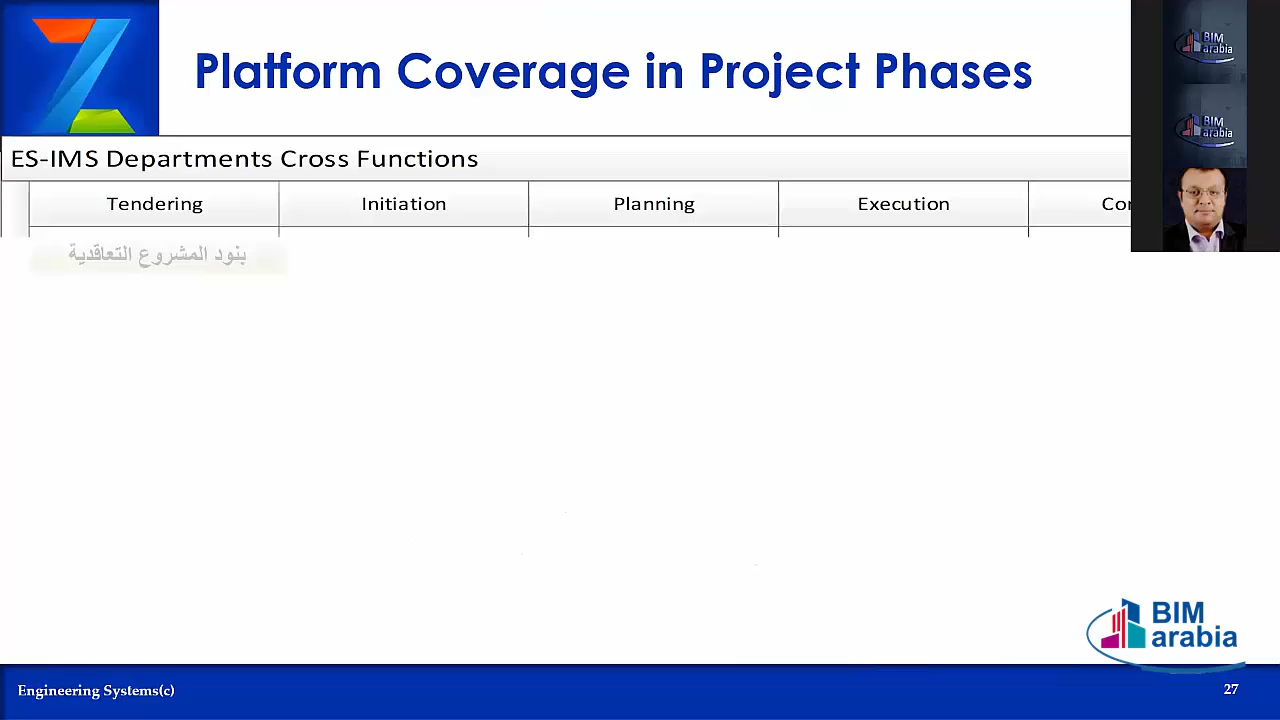 Platform Coverage in Project Phases
BIM
arabia
BIM
arabia
ES-IMS Departments Cross Functions
Tendering
Initiation
Planning
Execution
بنود المشروع التعاقدية
BIM
arabia
Engineering Systems(c)
27